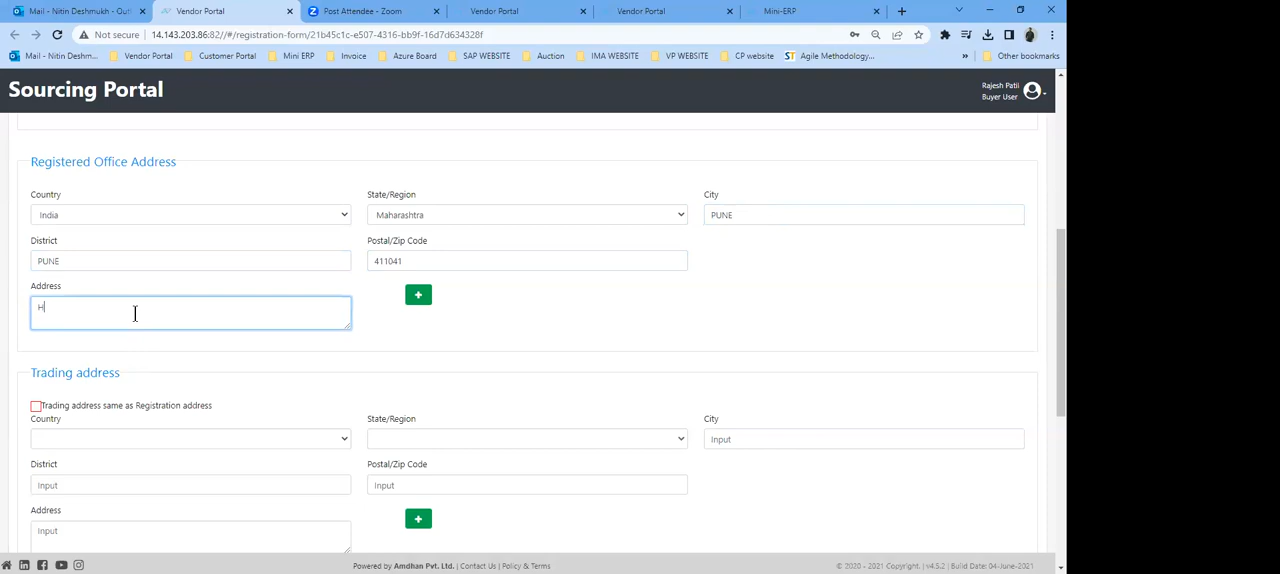 Mail - Nitin Deshmukh - Out
Vendor Portal
Post Attendee - Zoom
Vendor Portal
Vendor Portal
Mini-ERP
Not secure
14.143.203.86:82//#/registration-form/21b45c1c-e507-4316-bb9f-16d7d634328f
Mail - Nitin Deshm...
Vendor Portal
Customer Portal
Mini ERP
Invoice
Azure Board
SAP WEBSITE
Auction
IMA WEBSITE
VP WEBSITE
CP website
ST Agile Methodology...
»
Other bookmarks
Sourcing Portal
Rajesh Patil
Buyer User
Registered Office Address
Country
State/Region
City
India
Maharashtra
PUNE
District
Postal/Zip Code
PUNE
411041
Address
H
Trading address
Trading address same as Registration address
Country
State/Region
City
Input
District
Postal/Zip Code
Input
Input
Address
Input
Powered by Amdhan Pvt. Ltd. | Contact Us | Policy & Terms
© 2020 - 2021 Copyright. | v4.5.2 | Build Date: 04-June-2021